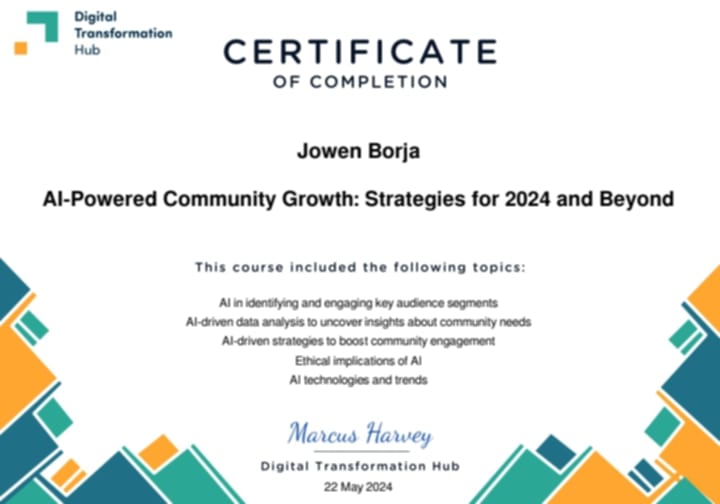 Digital
Transformation
Hub
CERTIFICATE
OF COMPLETION
Jowen Borja
AI-Powered Community Growth: Strategies for 2024 and Beyond
This course included the following topics:
AI in identifying and engaging key audience segments
AI-driven data analysis to uncover insights about community needs
AI-driven strategies to boost community engagement
Ethical implications of AI
AI technologies and trends
Marcus Harvey
Digital Transformation Hub
22 May 2024